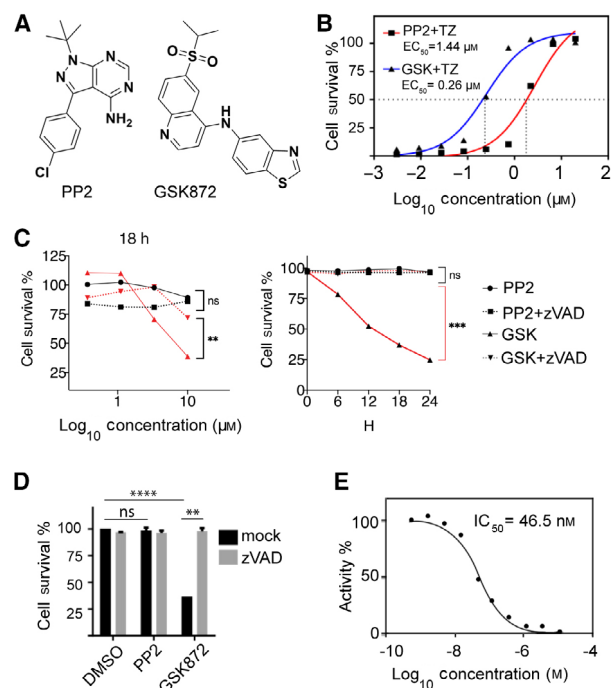 A
N
N
N
N
NH2
Cl
PP2
O
S
O
H
N
N
N
S
GSK872
B
Cell survival %
100
50
0
PP2+TZ
EC50=1.44 μM
GSK+TZ
EC50= 0.26 μM
−3 −2 −1 0 1 2
Log10 concentration (μM)
C
18 h
Cell survival %
125
100
75
50
25
ns
**
1 10
Log10 concentration (μM)
Cell survival %
100
75
50
25
ns
***
0 6 12 18 24
H
PP2
PP2+zVAD
GSK
GSK+zVAD
D
Cell survival %
100
75
50
25
****
ns
**
mock
zVAD
DMSO
PP2
GSK872
E
Activity %
100
50
0
IC50= 46.5 nM
−10 −8 −6 −4
Log10 concentration (M)